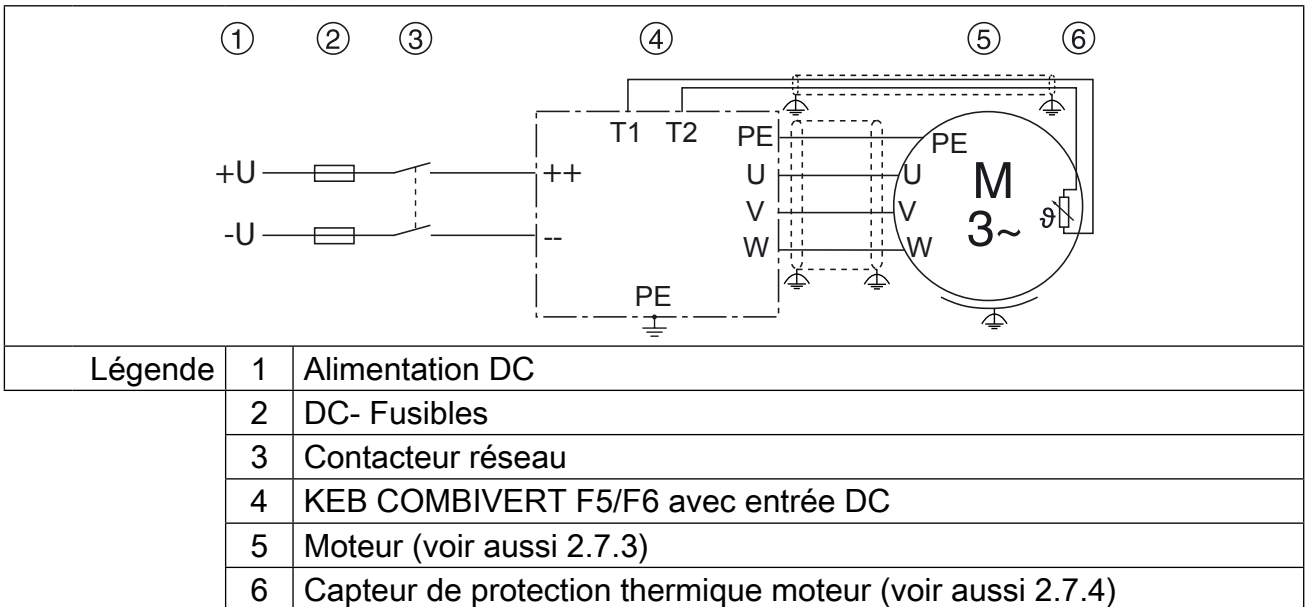 ① ② ③ ④ ⑤ ⑥
T1 T2 PE PE
+U ++ U U M
V V 3~ ϑ
-U -- W W
PE
Légende 1 Alimentation DC
2 DC- Fusibles
3 Contacteur réseau
4 KEB COMBIVERT F5/F6 avec entrée DC
5 Moteur (voir aussi 2.7.3)
6 Capteur de protection thermique moteur (voir aussi 2.7.4)